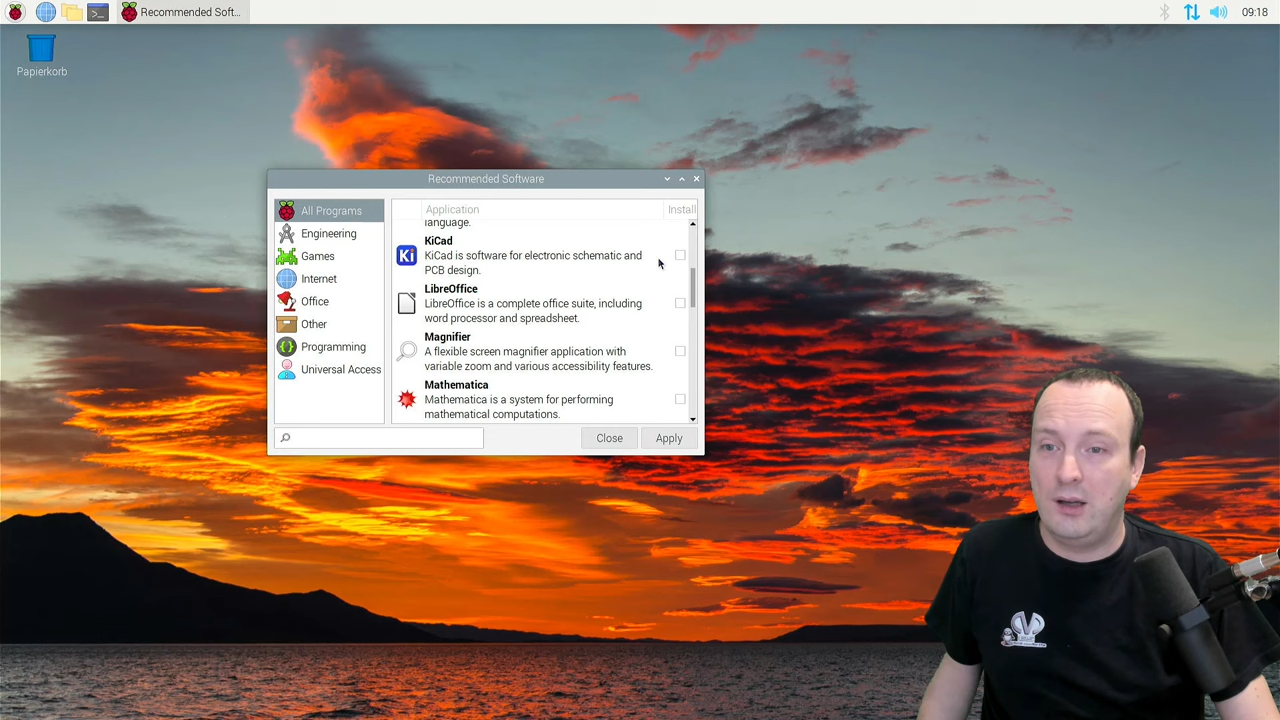 Recommended Soft...
09:18
Papierkorb
Recommended Software
All Programs
Engineering
Games
Internet
Office
Other
Programming
Universal Access
Application
Install
language.
KiCad
KiCad is software for electronic schematic and
PCB design.
LibreOffice
LibreOffice is a complete office suite, including
word processor and spreadsheet.
Magnifier
A flexible screen magnifier application with
variable zoom and various accessibility features.
Mathematica
Mathematica is a system for performing
mathematical computations.
Close
Apply